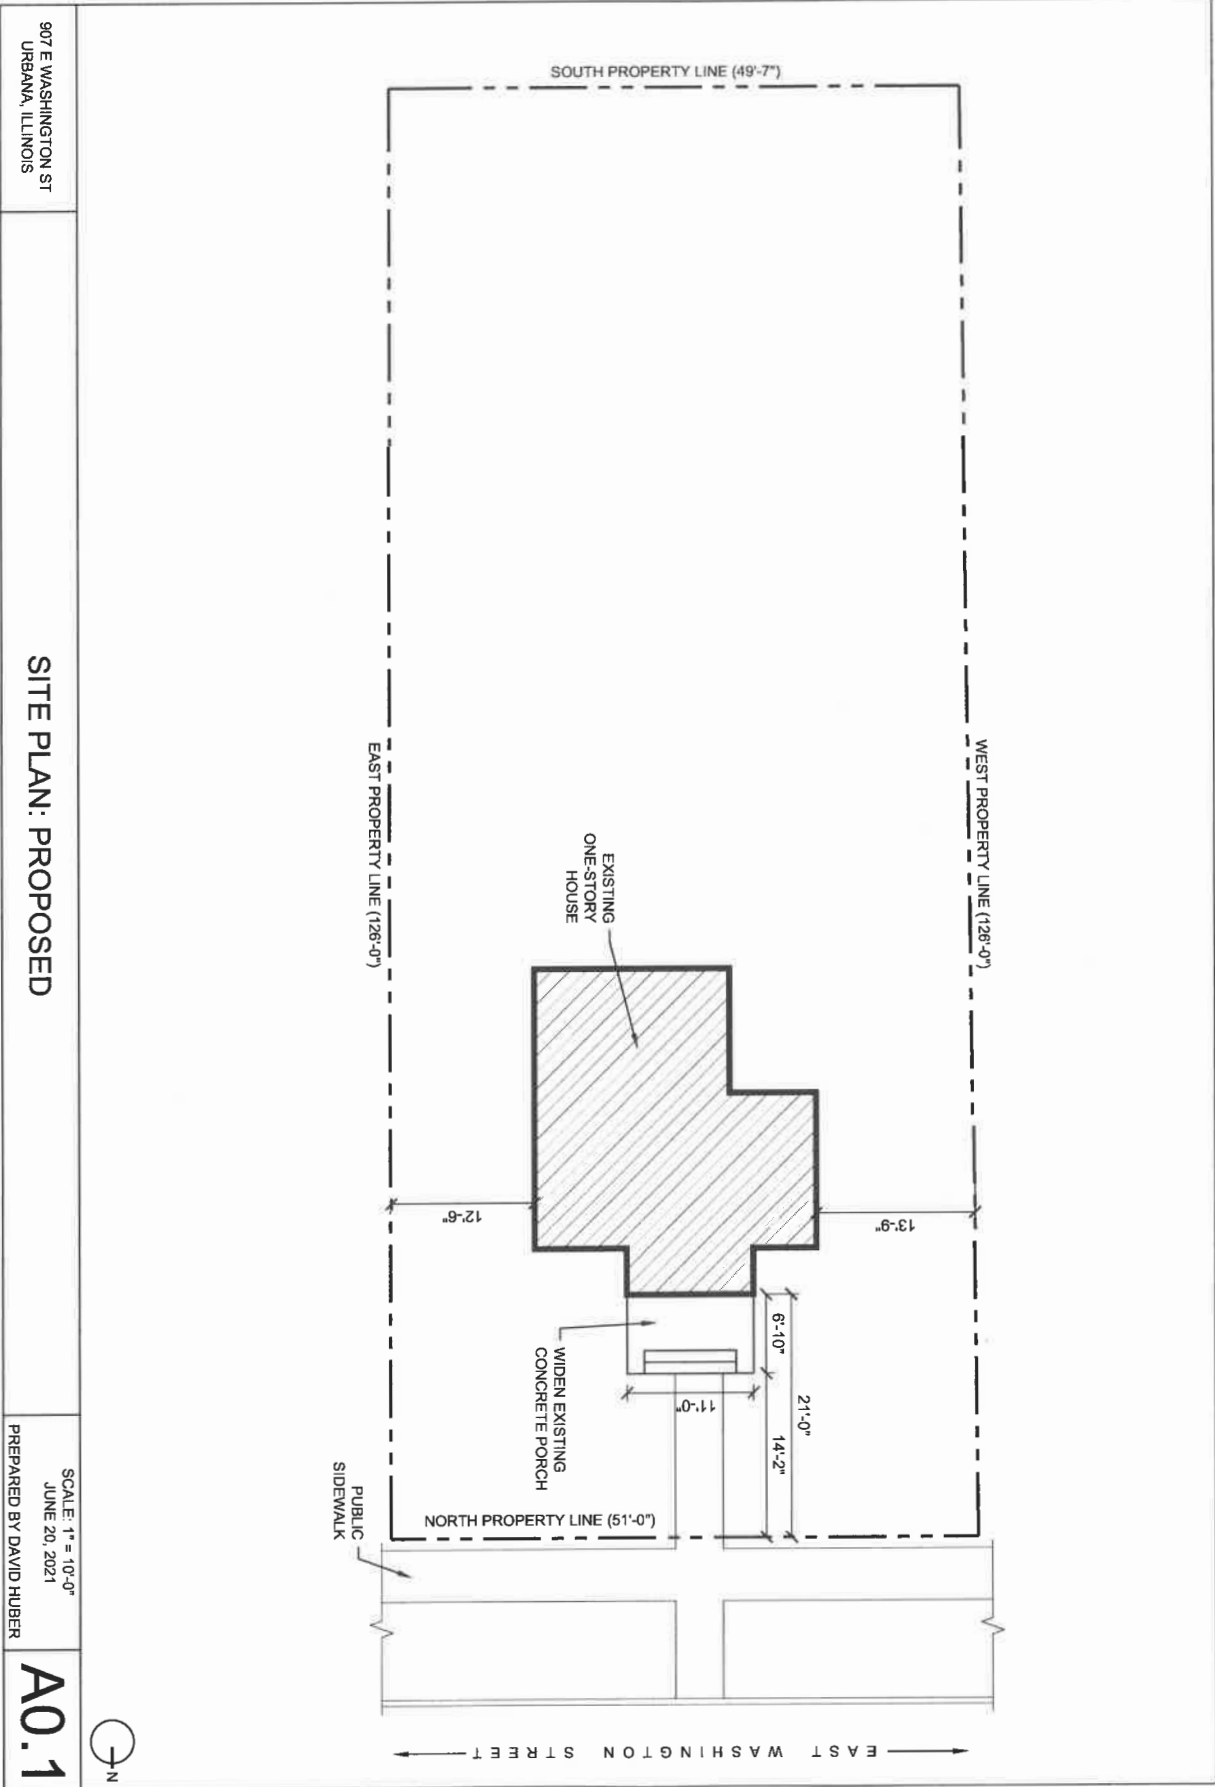 SOUTH PROPERTY LINE (49'-7")
WEST PROPERTY LINE (126'-0")
EAST PROPERTY LINE (126'-0")
EXISTING
ONE-STORY
HOUSE
12'-6"
13'-9"
6'-10"
21'-0"
14'-2"
11'-0"
WIDEN EXISTING
CONCRETE PORCH
NORTH PROPERTY LINE (51'-0")
PUBLIC
SIDEWALK
EAST WASHINGTON STREET
N
907 E WASHINGTON ST
URBANA, ILLINOIS
SITE PLAN: PROPOSED
SCALE: 1" = 10'-0"
JUNE 20, 2021
PREPARED BY DAVID HUBER
A0.1